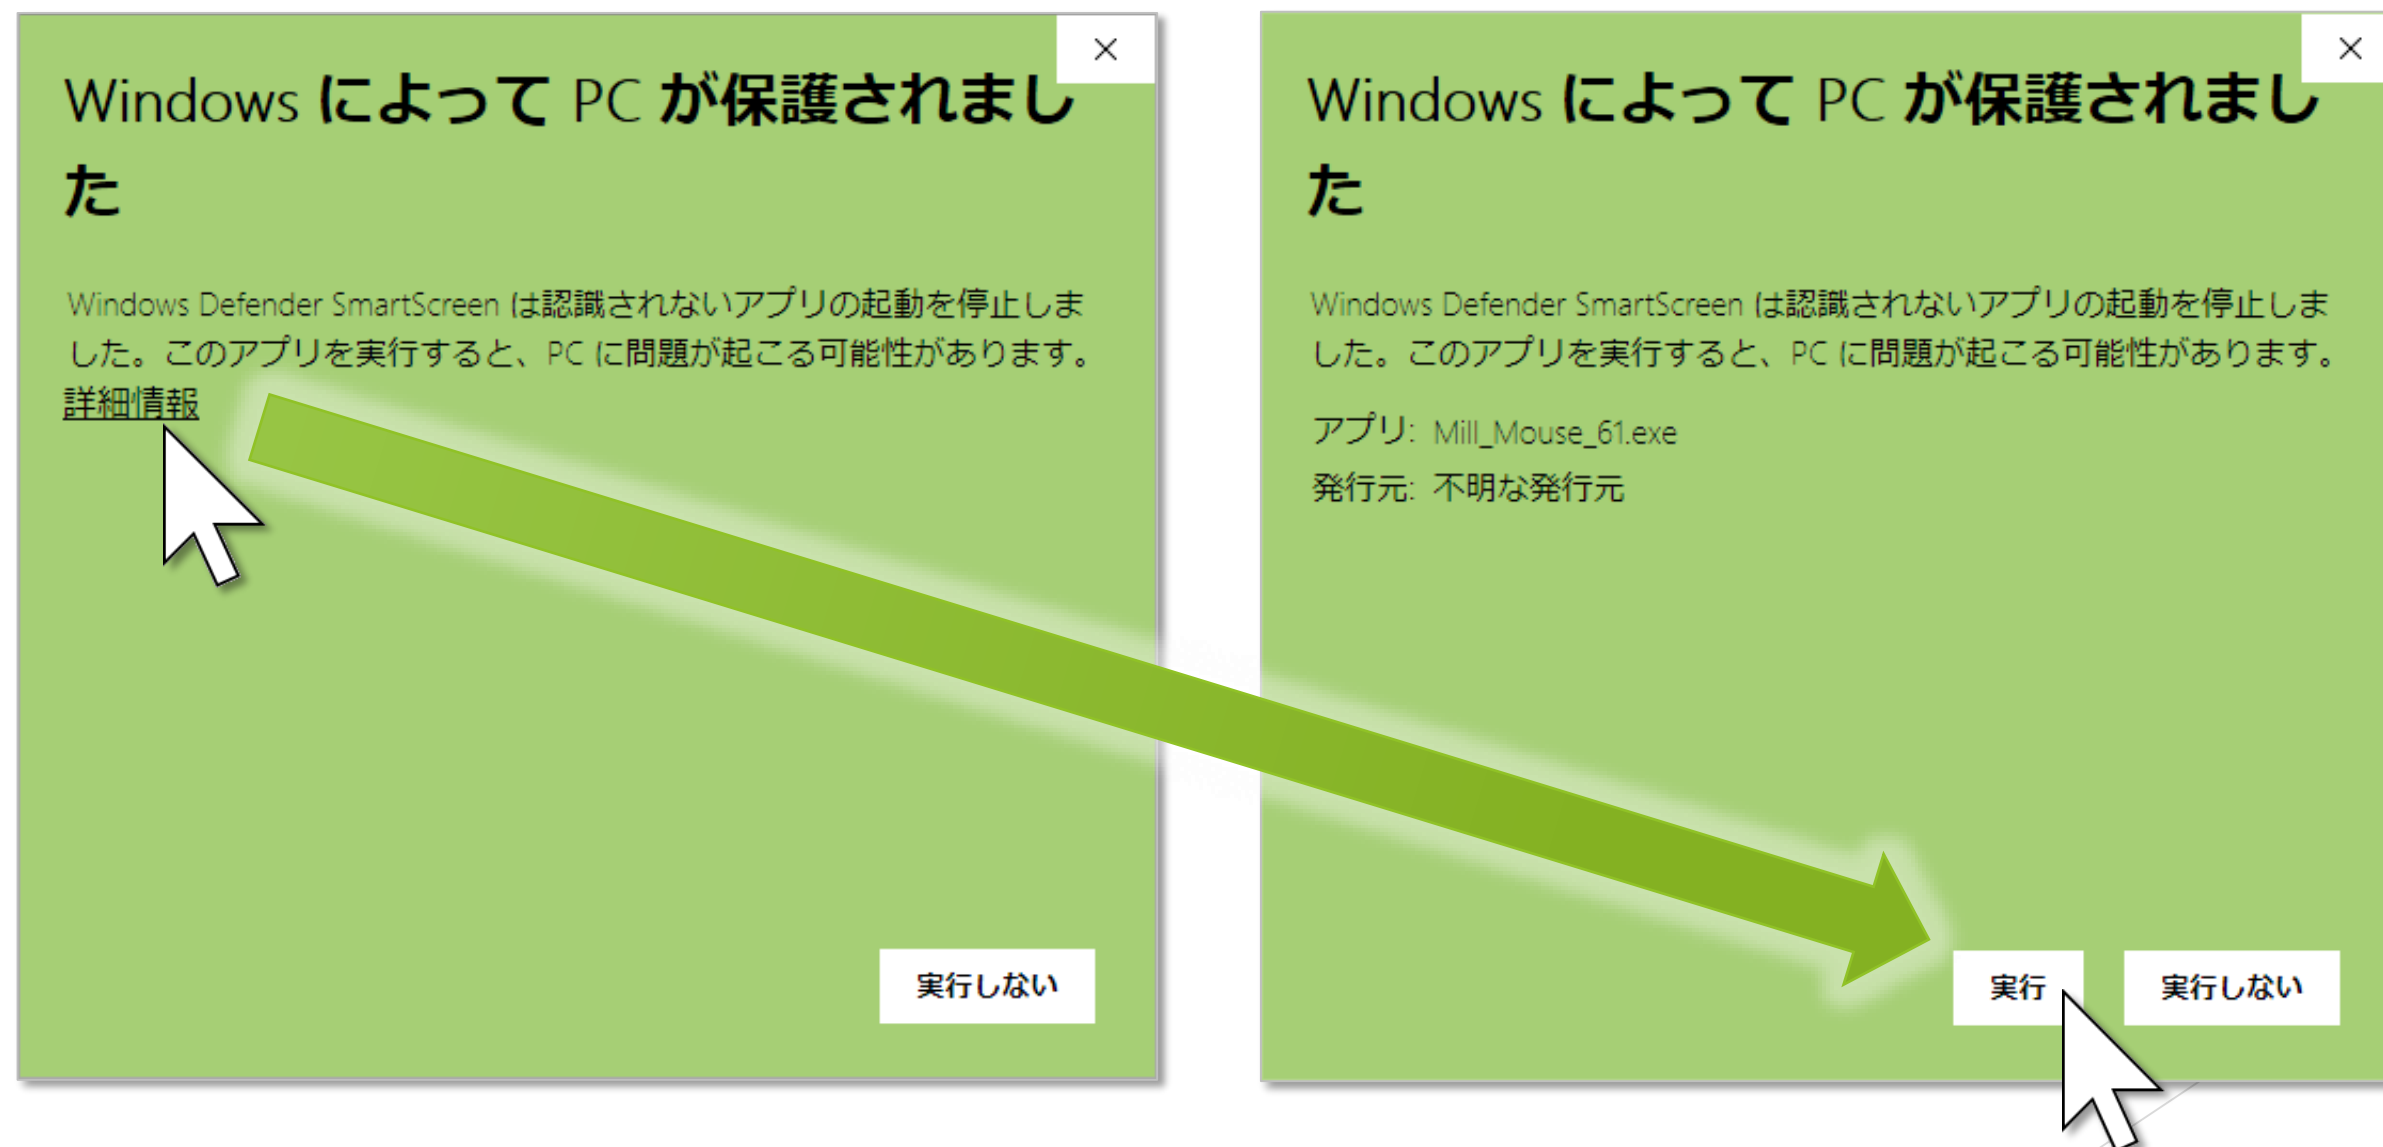 Windows によって PC が保護されまし
た
Windows Defender SmartScreen は認識されないアプリの起動を停止しま
した。このアプリを実行すると、PC に問題が起こる可能性があります。
詳細情報
実行しない
Windows によって PC が保護されまし
た
Windows Defender SmartScreen は認識されないアプリの起動を停止しま
した。このアプリを実行すると、PC に問題が起こる可能性があります。
アプリ: Mill_Mouse_61.exe
発行元: 不明な発行元
実行 実行しない